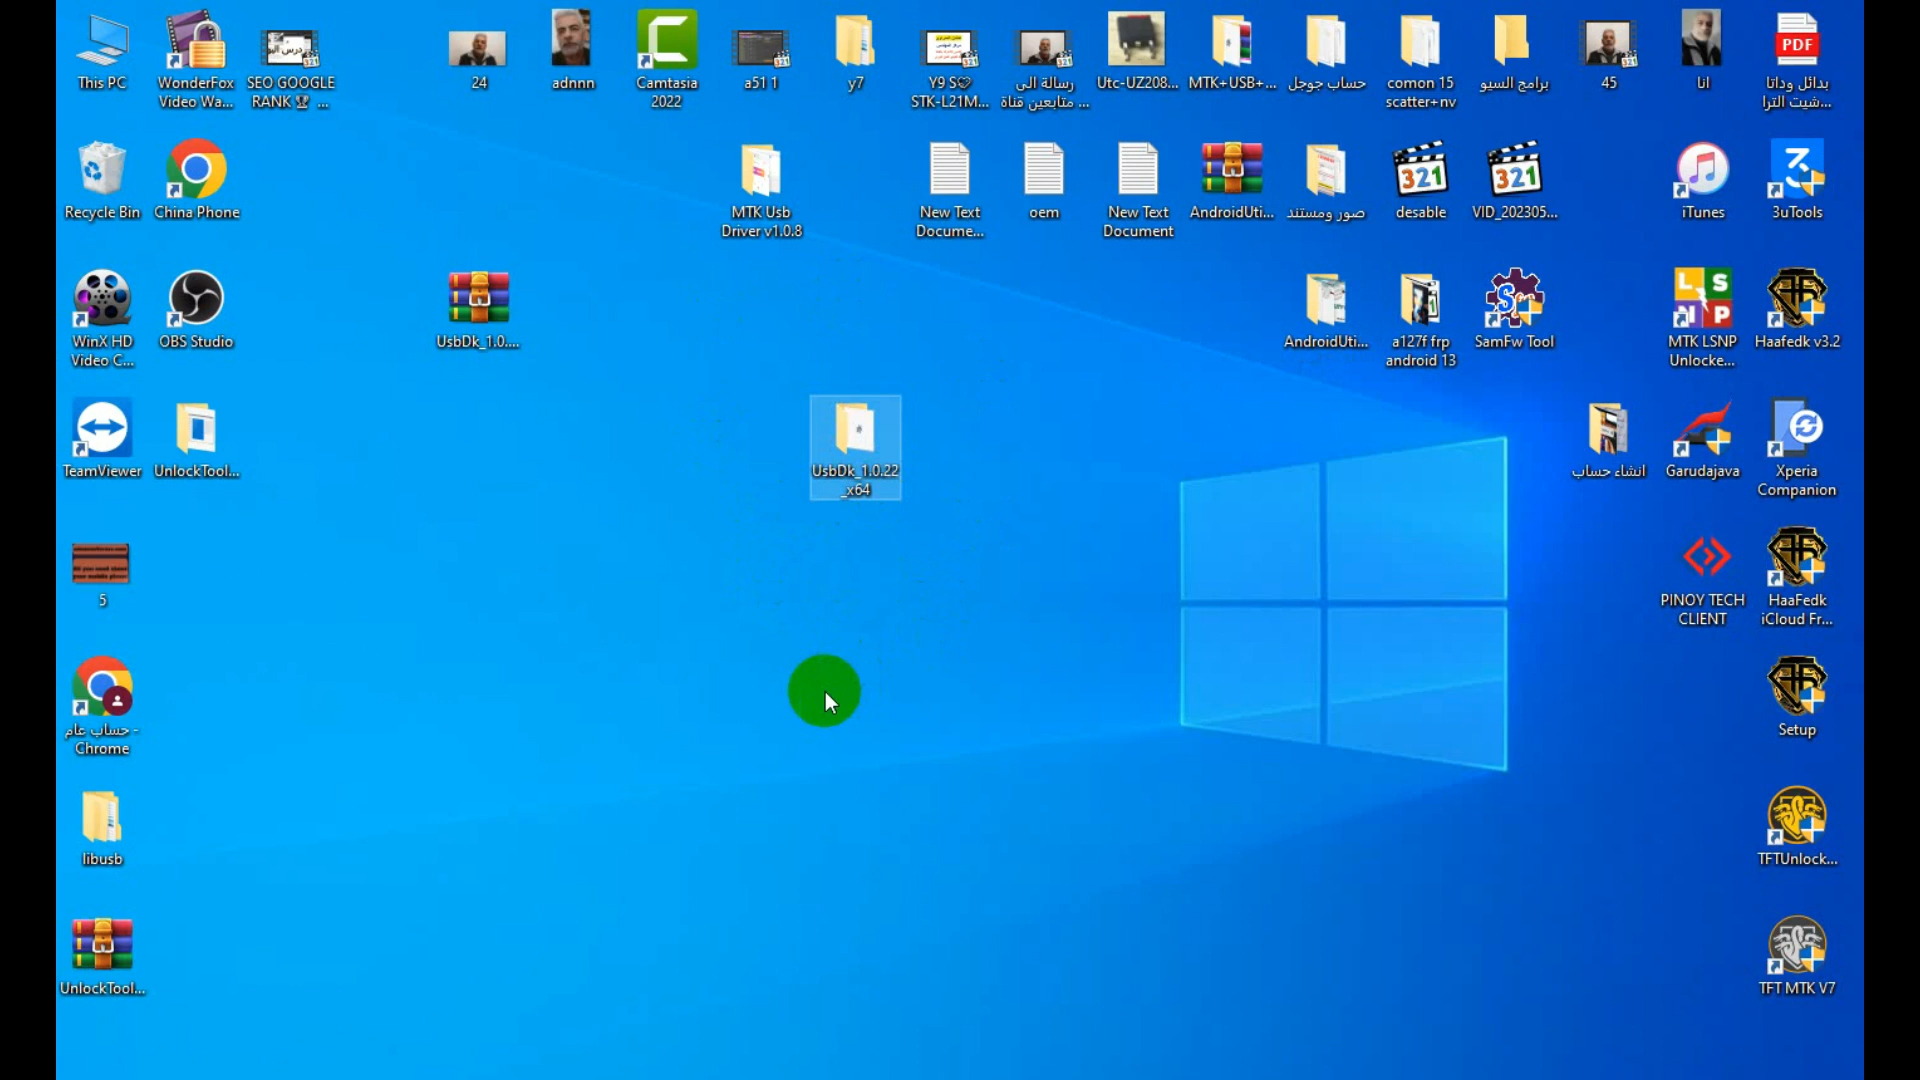 This PC
WonderFox
Video Wa...
SEO GOOGLE
RANK 🏆 ...
24
adnnn
Camtasia
2022
a51 1
y7
Y9 S♡
STK-L21M...
رسالة الى
متابعين قناة ...
Utc-UZ208...
MTK+USB+...
حساب جوجل
comon 15
scatter+nv
برامج السيو
45
انا
PDF
بدائل وداتا
شيت الترا...
Recycle Bin
China Phone
MTK Usb
Driver v1.0.8
New Text
Docume...
oem
New Text
Document
AndroidUti...
صور ومستند
321
desable
321
VID_202305...
iTunes
3uTools
WinX HD
Video C...
OBS Studio
UsbDk_1.0....
AndroidUti...
a127f frp
android 13
SamFw Tool
L S
P
MTK LSNP
Unlocke...
Haafedk v3.2
TeamViewer
UnlockTool...
UsbDk_1.0.22
_x64
انشاء حساب
Garudajava
Xperia
Companion
5
PINOY TECH
CLIENT
HaaFedk
iCloud Fr...
حساب عام -
Chrome
Setup
libusb
TFTUnlock...
UnlockTool...
TFT MTK V7